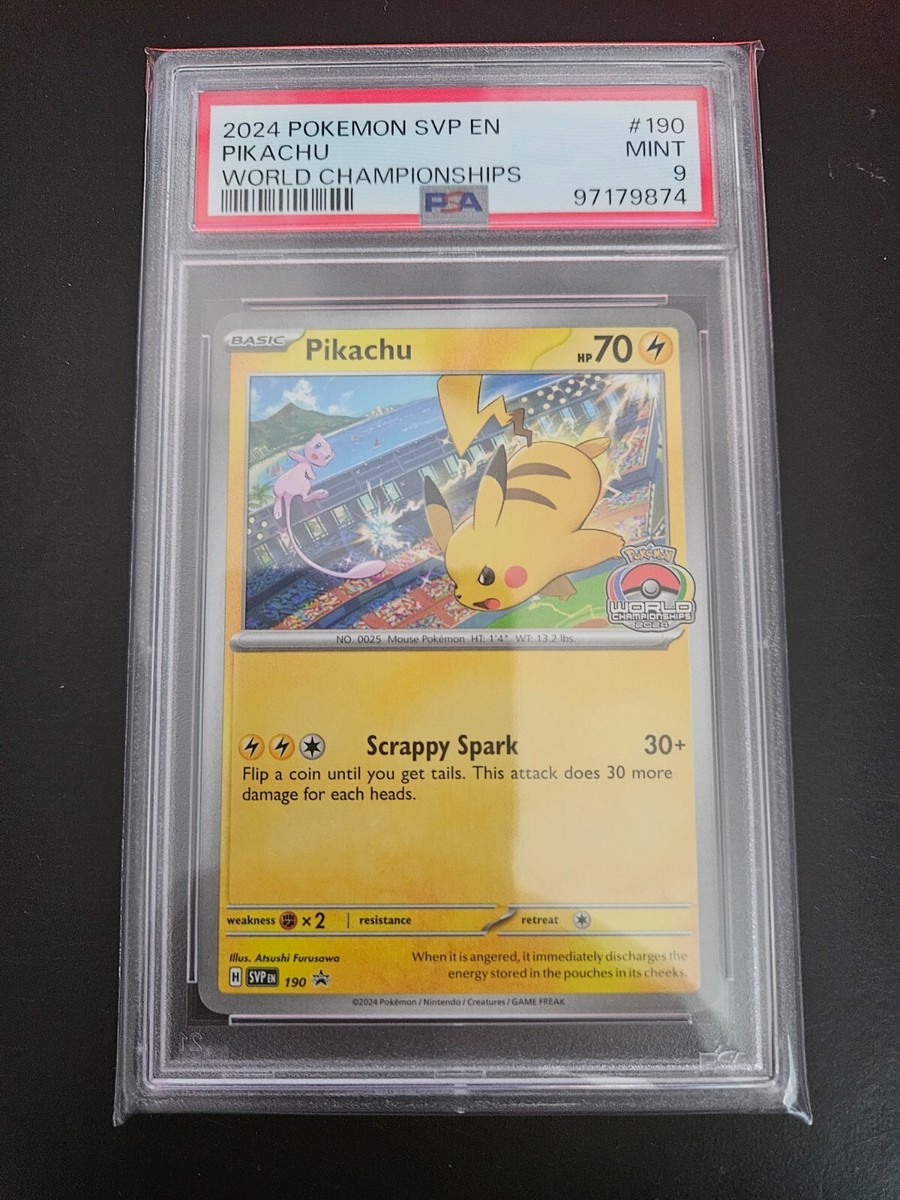 2024 POKEMON SVP EN #190
PIKACHU MINT
WORLD CHAMPIONSHIPS 9
PSA 97179874
BASIC Pikachu HP 70
Pokémon
WORLD
CHAMPIONSHIPS
2024
NO. 0025 Mouse Pokémon HT: 1'4" WT: 13.2 lbs.
Scrappy Spark 30+
Flip a coin until you get tails. This attack does 30 more
damage for each heads.
weakness ×2 resistance retreat
Illus. Atsushi Furusawa
When it is angered, it immediately discharges the
energy stored in the pouches in its cheeks.
H SVP EN 190
©2024 Pokémon / Nintendo / Creatures / GAME FREAK